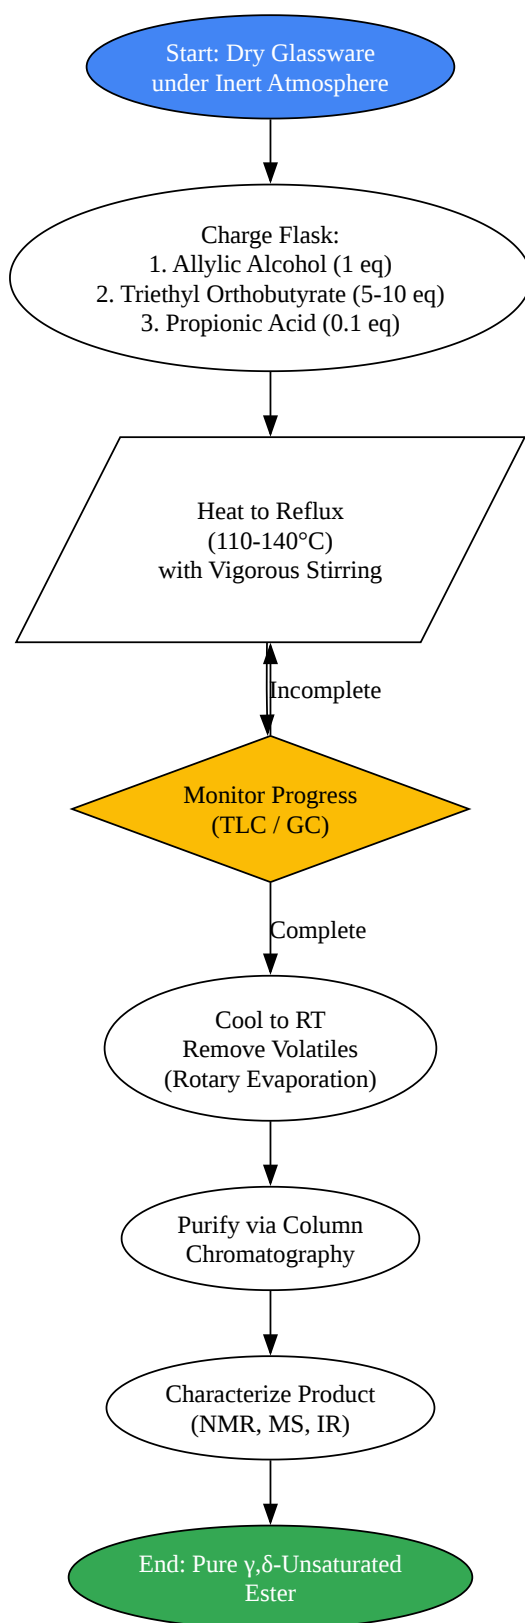 Start: Dry Glassware
under Inert Atmosphere
Charge Flask:
1. Allylic Alcohol (1 eq)
2. Triethyl Orthobutyrate (5-10 eq)
3. Propionic Acid (0.1 eq)
Heat to Reflux
(110-140°C)
with Vigorous Stirring
Incomplete
Monitor Progress
(TLC / GC)
Complete
Cool to RT
Remove Volatiles
(Rotary Evaporation)
Purify via Column
Chromatography
Characterize Product
(NMR, MS, IR)
End: Pure γ,δ-Unsaturated
Ester